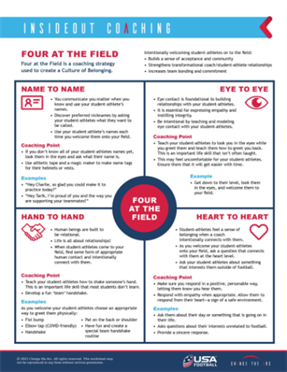 INSIDEOUT COACHING
FOUR AT THE FIELD
Four at the Field is a coaching strategy
used to create a Culture of Belonging.
Intentionally welcoming student athletes or to the field:
• Builds a sense of acceptance and community
• Strengthens transformational coach/student-athlete relationships
• Increases team bonding and commitment
NAME TO NAME
• You communicate you matter when you
know and use your student athlete's
names.
• Discover preferred nicknames by asking
your student athletes what they want to
be called.
• Use your student athlete's names each
time you welcome them onto your field.
Coaching Point
• If you don't know all of your student athletes names yet,
look them in the eyes and ask what their name is.
• Use athletic tape and a magic maker to make name tags
for their helmets or vests.
Examples
• "Hey Charlie, so glad you could make it to
practice today!"
• "Hey Tarik, I'm proud of you and the way you
are supporting your teammates!"
EYE TO EYE
• Eye contact is foundational to building
relationships with your student athletes.
• It is essential for expressing empathy and
instilling integrity.
• Be intentional by teaching and modeling
eye contact with your student athletes.
Coaching Point
• Teach your student athletes to look you in the eyes while
you greet them and teach them how to greet you back.
This is an important life skill that isn't often taught.
• This may feel uncomfortable for your student athletes.
Ensure them that it will get easier with time.
Example
• Get down to their level, look them
in the eyes, and welcome them to
your field.
FOUR
AT THE
FIELD
HAND TO HAND
• Human beings are built to
be relational.
• Life is all about relationships!
• When student athletes come to your
field, find some form of appropriate
human contact and intentionally
connect with them.
Coaching Point
• Teach your student athletes how to shake someone's hand.
This is an important life skill that most students don't learn.
• Develop a fun "team" handshake.
Examples
As you welcome your student athletes choose an appropriate
way to greet them physically:
• Fist bump
• Elbow-tap (COVID-friendly)
• Handshake
• Pat on the back or shoulder
• Have fun and create a
special team handshake
routine
HEART TO HEART
• Student athletes feel a sense of
belonging when a coach
intentionally connects with them.
• As you welcome your student athletes
onto your field, ask a question that connects
with them at the heart level.
• Ask your student athletes about something
that interests them outside of football.
Coaching Point
• Make sure you respond in a positive, personable way,
letting them know you hear them.
• Respond with empathy when appropriate. Allow them to
respond from their heart—a sign of a safe environment.
Examples
• Ask them about their day or something that is going on in
their life.
• Asks questions about their interests unrelated to football.
• Provide a sincere response.
USA
FOOTBALL